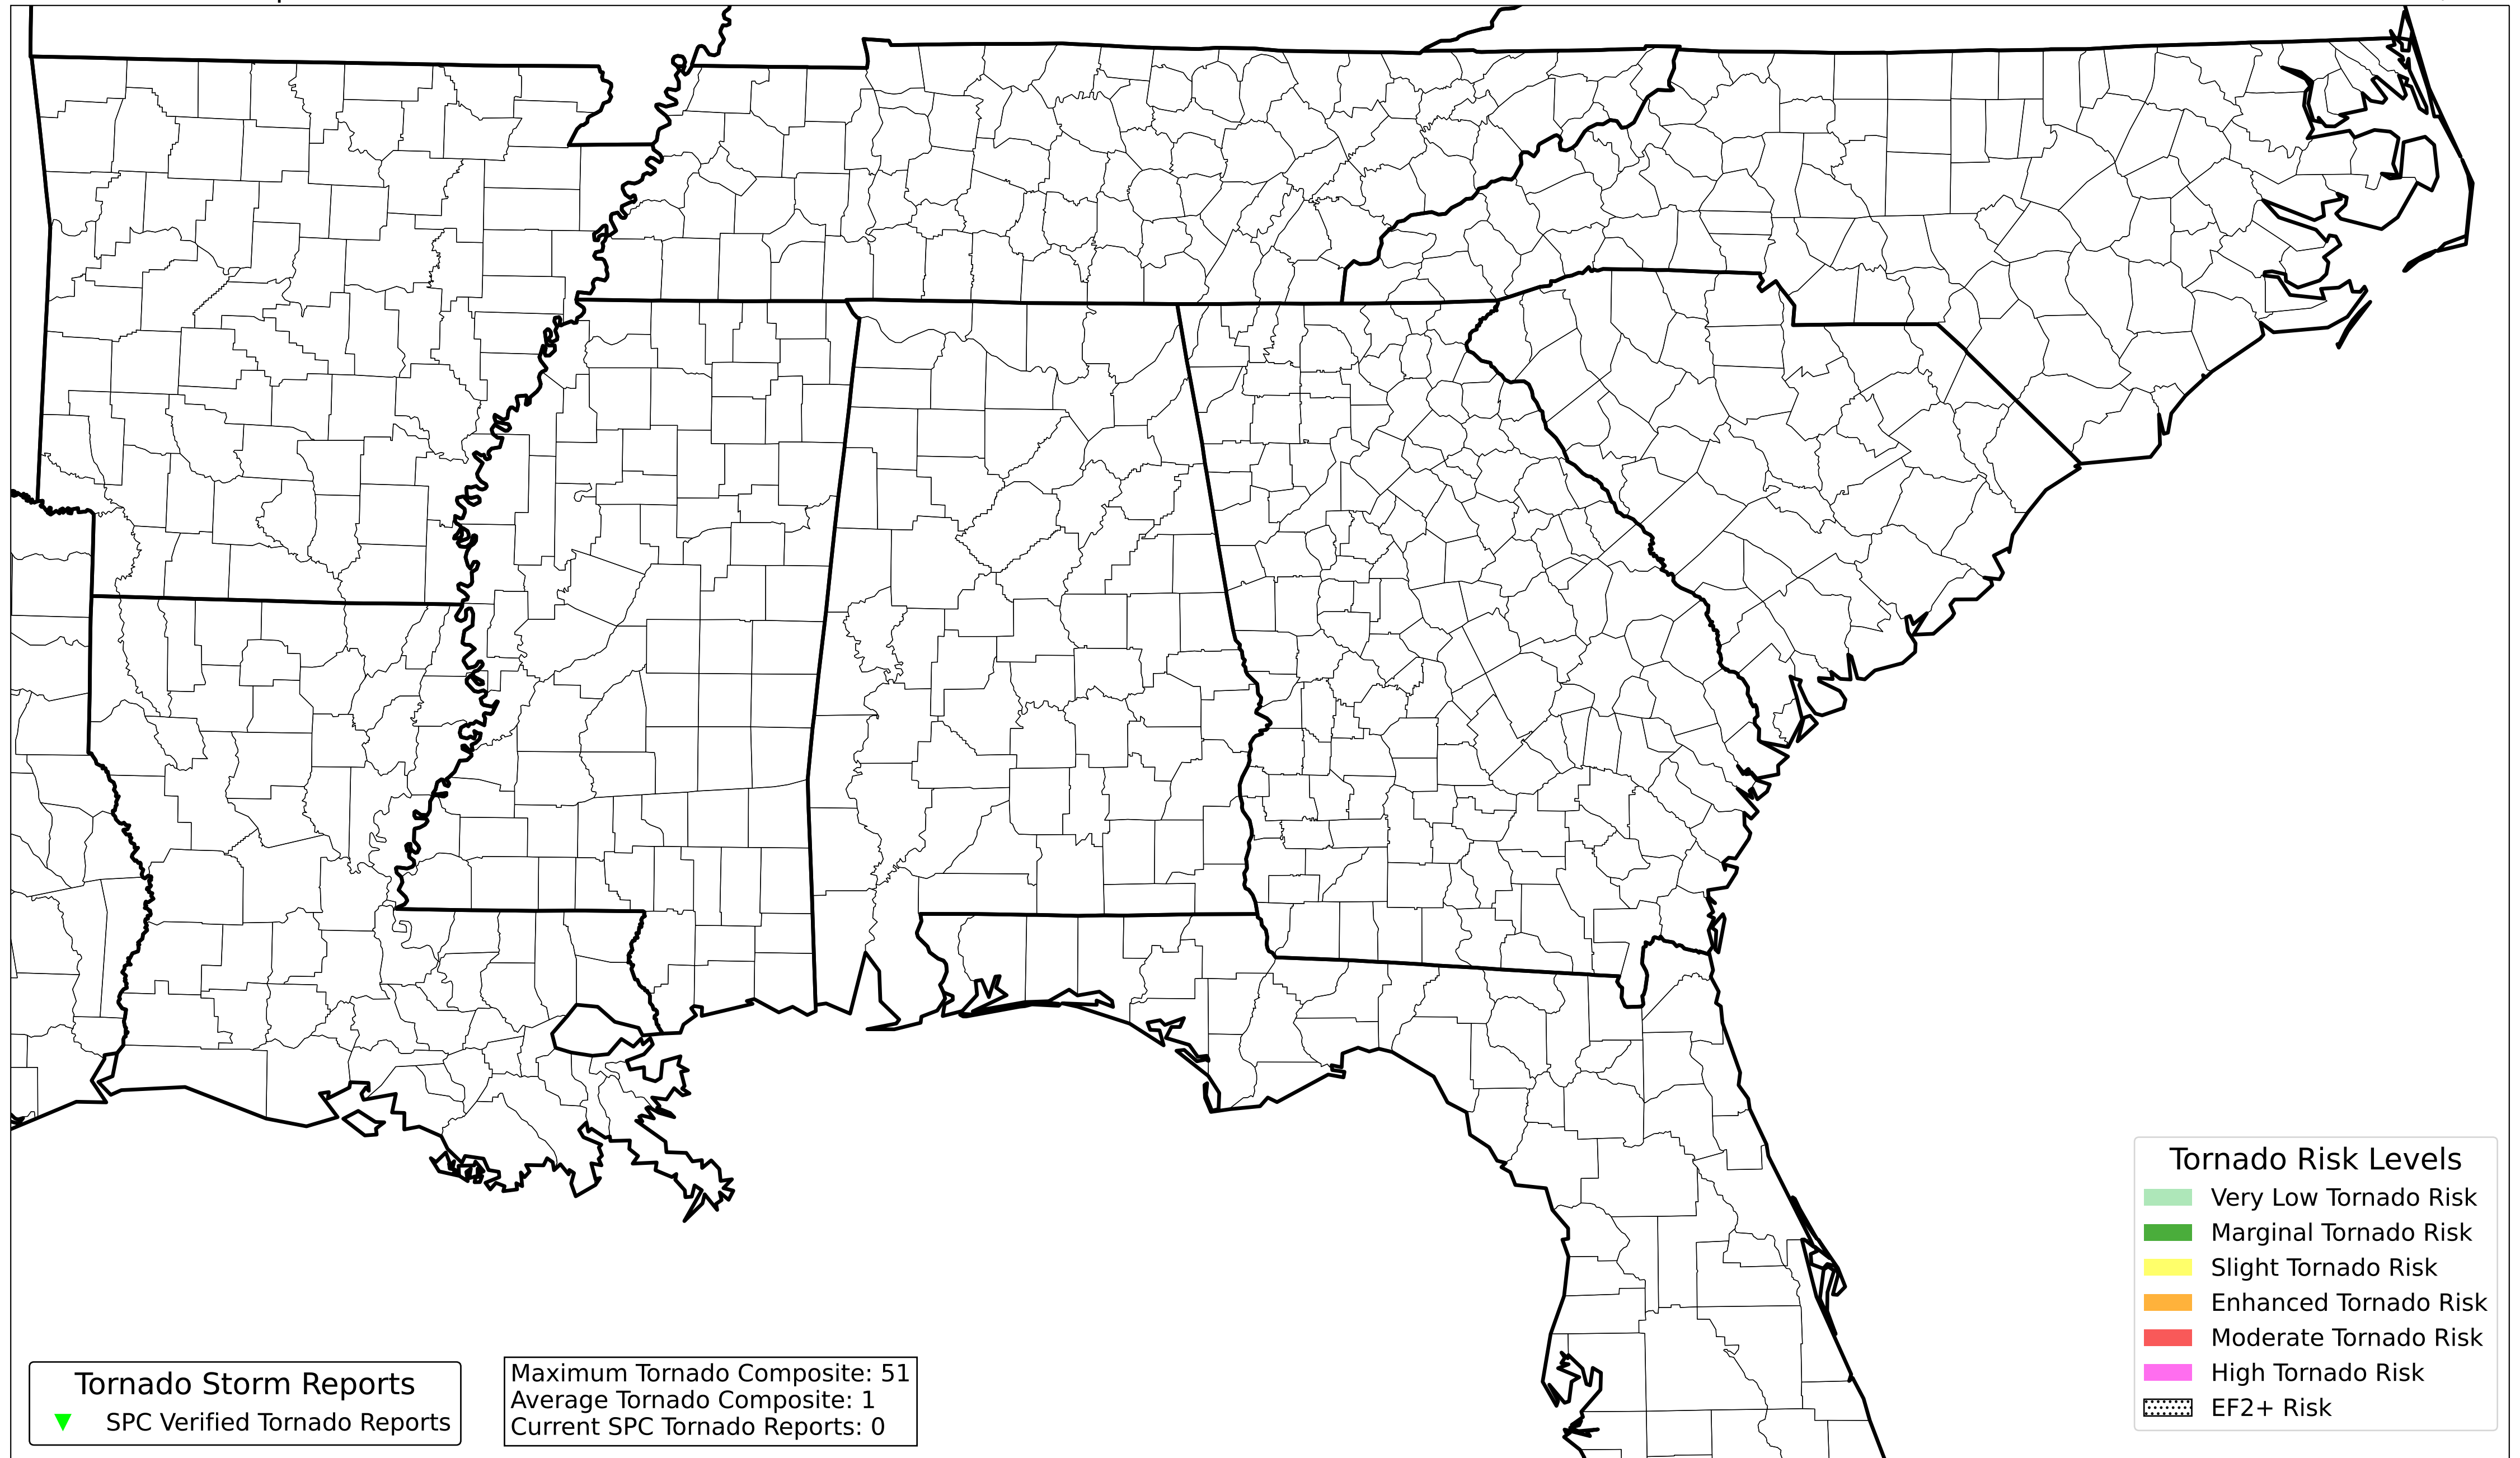 Tornado Storm Reports
SPC Verified Tornado Reports
Maximum Tornado Composite: 51
Average Tornado Composite: 1
Current SPC Tornado Reports: 0
Tornado Risk Levels
Very Low Tornado Risk
Marginal Tornado Risk
Slight Tornado Risk
Enhanced Tornado Risk
Moderate Tornado Risk
High Tornado Risk
EF2+ Risk